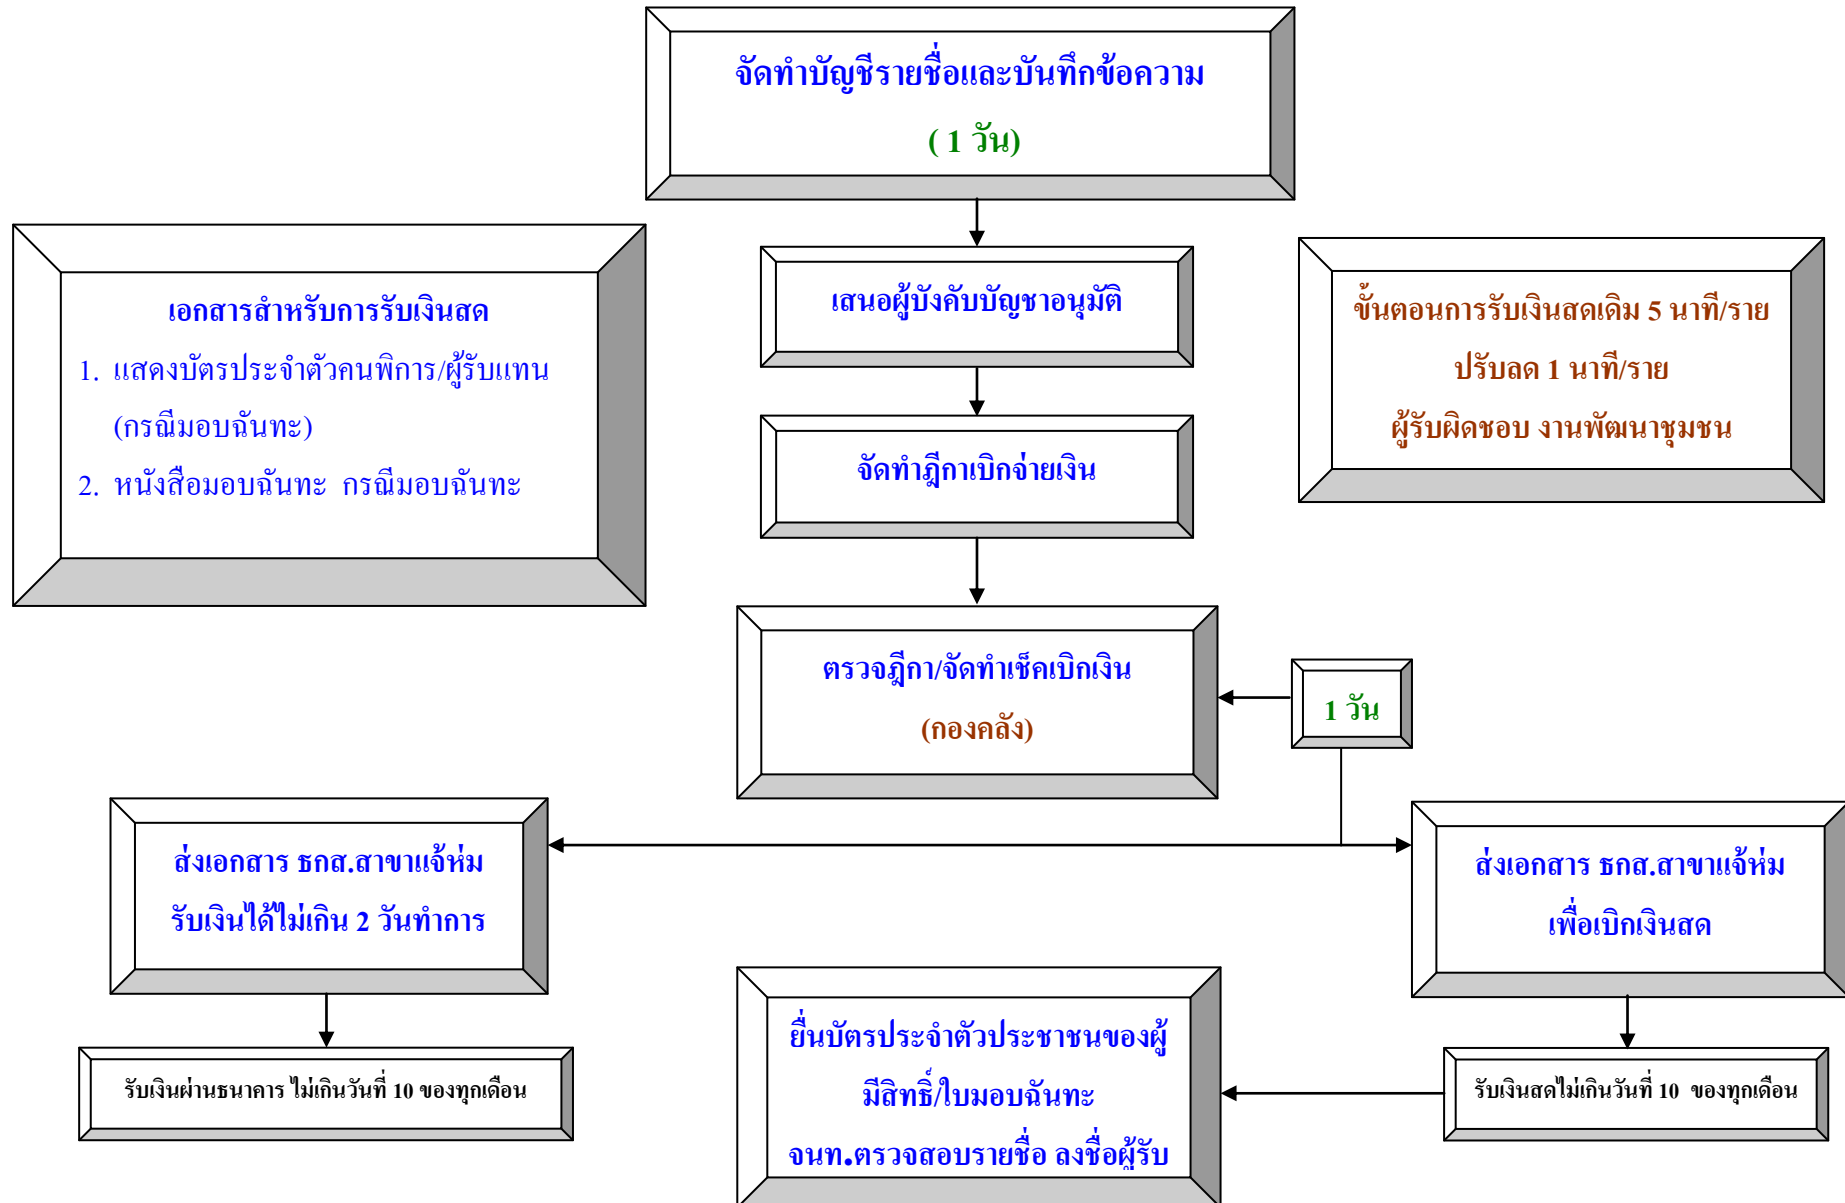 จัดทำบัญชีรายชื่อและบันทึกข้อความ
( 1 วัน)
เสนอผู้บังคับบัญชาอนุมัติ
เอกสารสำหรับการรับเงินสด
1. แสดงบัตรประจำตัวคนพิการ/ผู้รับแทน
(กรณีมอบฉันทะ)
2. หนังสือมอบฉันทะ กรณีมอบฉันทะ
ขั้นตอนการรับเงินสดเดิม 5 นาที/ราย
ปรับลด 1 นาที/ราย
ผู้รับผิดชอบ งานพัฒนาชุมชน
จัดทำฎีกาเบิกจ่ายเงิน
ตรวจฎีกา/จัดทำเช็คเบิกเงิน
(กองคลัง)
1 วัน
ส่งเอกสาร ธกส.สาขาแจ้ห่ม
รับเงินได้ไม่เกิน 2 วันทำการ
ส่งเอกสาร ธกส.สาขาแจ้ห่ม
เพื่อเบิกเงินสด
รับเงินผ่านธนาคาร ไม่เกินวันที่ 10 ของทุกเดือน
ยื่นบัตรประจำตัวประชาชนของผู้
มีสิทธิ์/ใบมอบฉันทะ
จนท.ตรวจสอบรายชื่อ ลงชื่อผู้รับ
รับเงินสดไม่เกินวันที่ 10 ของทุกเดือน